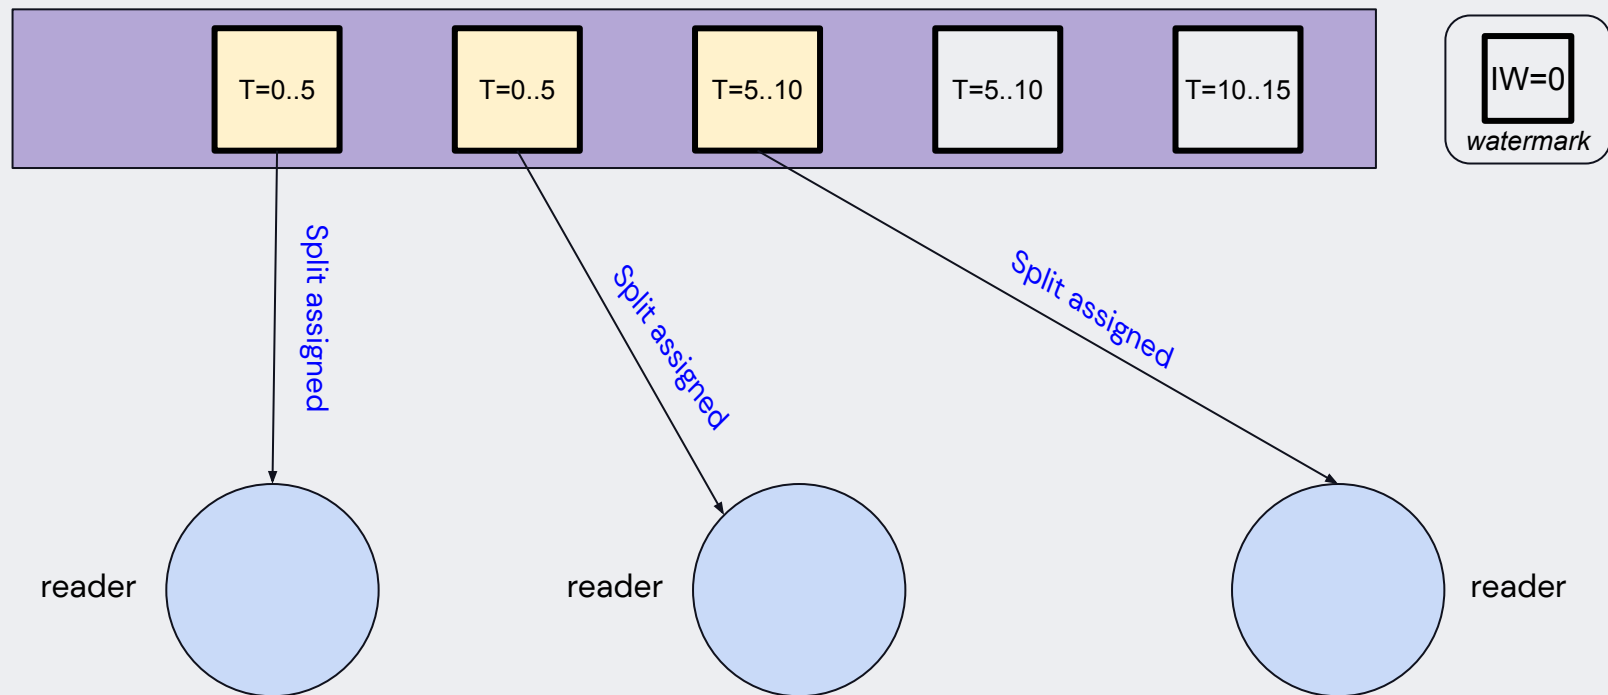 T=0..5
T=0..5
T=5..10
T=5..10
T=10..15
IW=0
watermark
Split assigned
Split assigned
Split assigned
reader
reader
reader